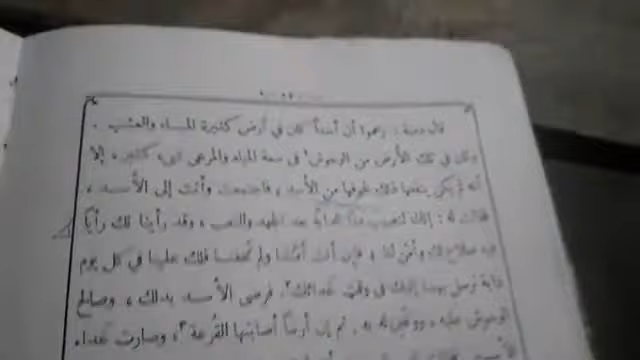 قال دمنة : زعموا أن أسداً كان في أرض كثيرة المياه والعشب .
وكان في تلك الأرض من الوحوش في سعة المياه والمرعى شيء كثير ، إلا
أنه لم يكن ينفعها ذلك لخوفها من الأسد ، فاجتمعت وأتت إلى الأسد ،
فقالت له : إنك لتصيب منا الدابة بعد الجهد والتعب ، وقد رأينا لك رأياً
فيه صلاح لك وأمن لنا ، فإن أنت أمنتنا ولم تخفنا فلك علينا في كل يوم
دابة نرسل بها إليك في وقت غدائك ، فرضي الأسد بذلك ، وصالح
الوحوش عليه ، ووفين له به . ثم إن أرنباً أصابتها القرعة ، وصارت غداء